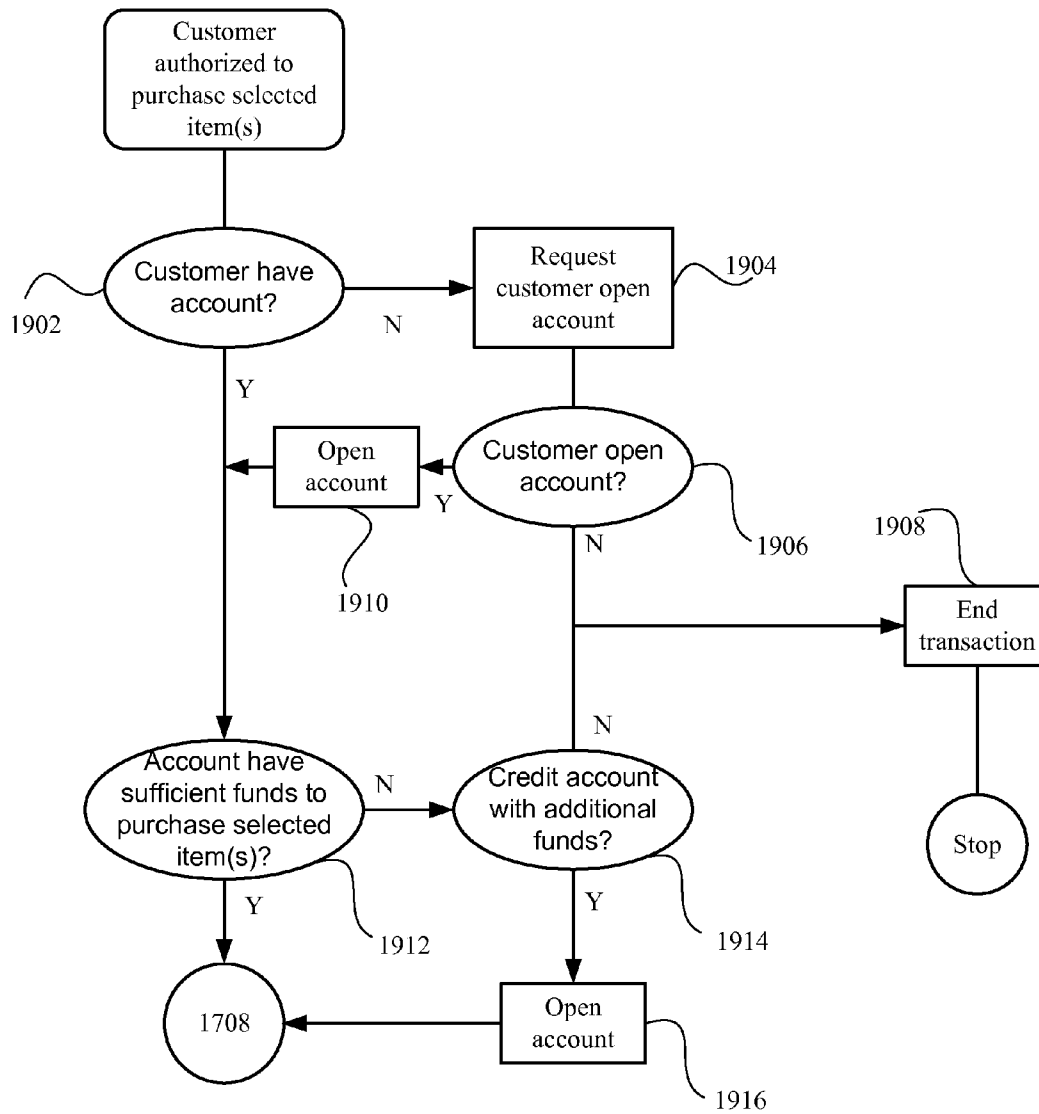 Customer
authorized to
purchase selected
item(s)
Customer have
account?
1902
N
Request
customer open
account
1904
Y
Open
account
1910
Y
Customer open
account?
1906
N
1908
End
transaction
Stop
Account have
sufficient funds to
purchase selected
item(s)?
1912
N
N
Credit account
with additional
funds?
1914
Y
Y
1708
Open
account
1916